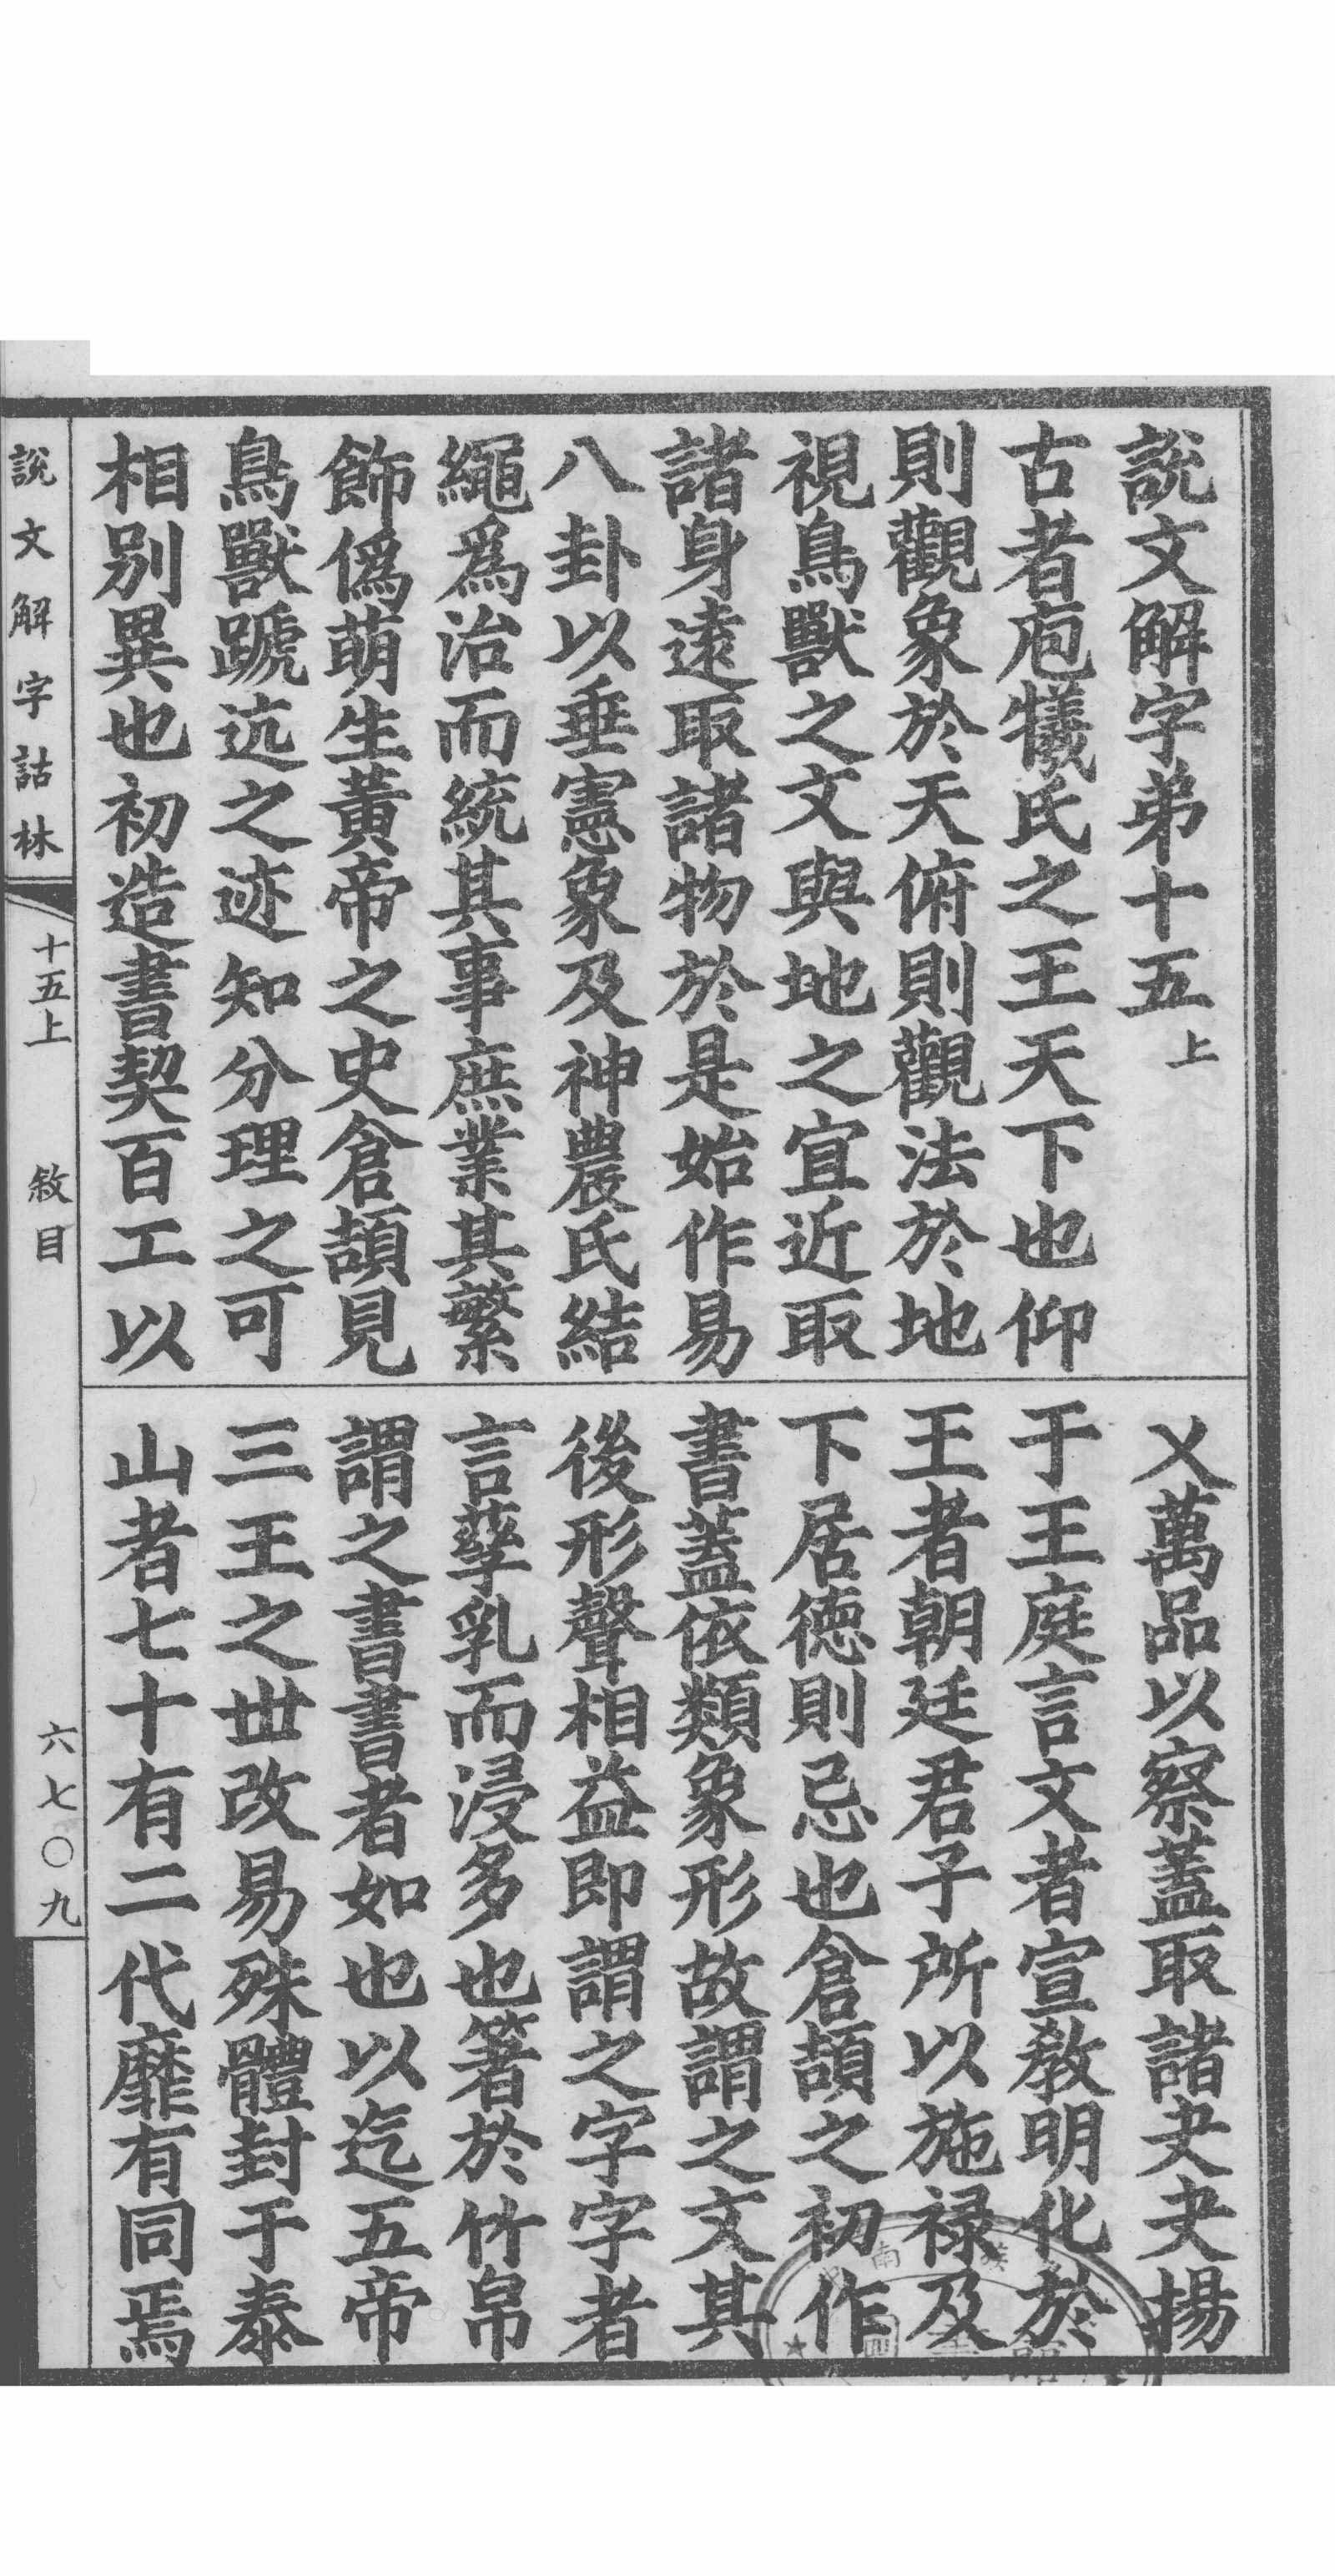 說文解字弟十五上
古者庖犧氏之王天下也仰
則觀象於天俯則觀法於地
視鳥獸之文與地之宜近取
諸身遠取諸物於是始作易
八卦以垂憲象及神農氏結
繩爲治而統其事庶業其繁
飾僞萌生黃帝之史倉頡見
鳥獸蹏迒之迹知分理之可
相別異也初造書契百工以
乂萬品以察蓋取諸夬夬揚
于王庭言文者宣敎明化於
王者朝廷君子所以施祿及
下居德則忌也倉頡之初作
書蓋依類象形故謂之文其
後形聲相益即謂之字字者
言孳乳而浸多也箸於竹帛
謂之書書者如也以迄五帝
三王之丗改易殊體封于泰
山者七十有二代靡有同焉
說文解字詁林
十五上
敘目
六七〇九